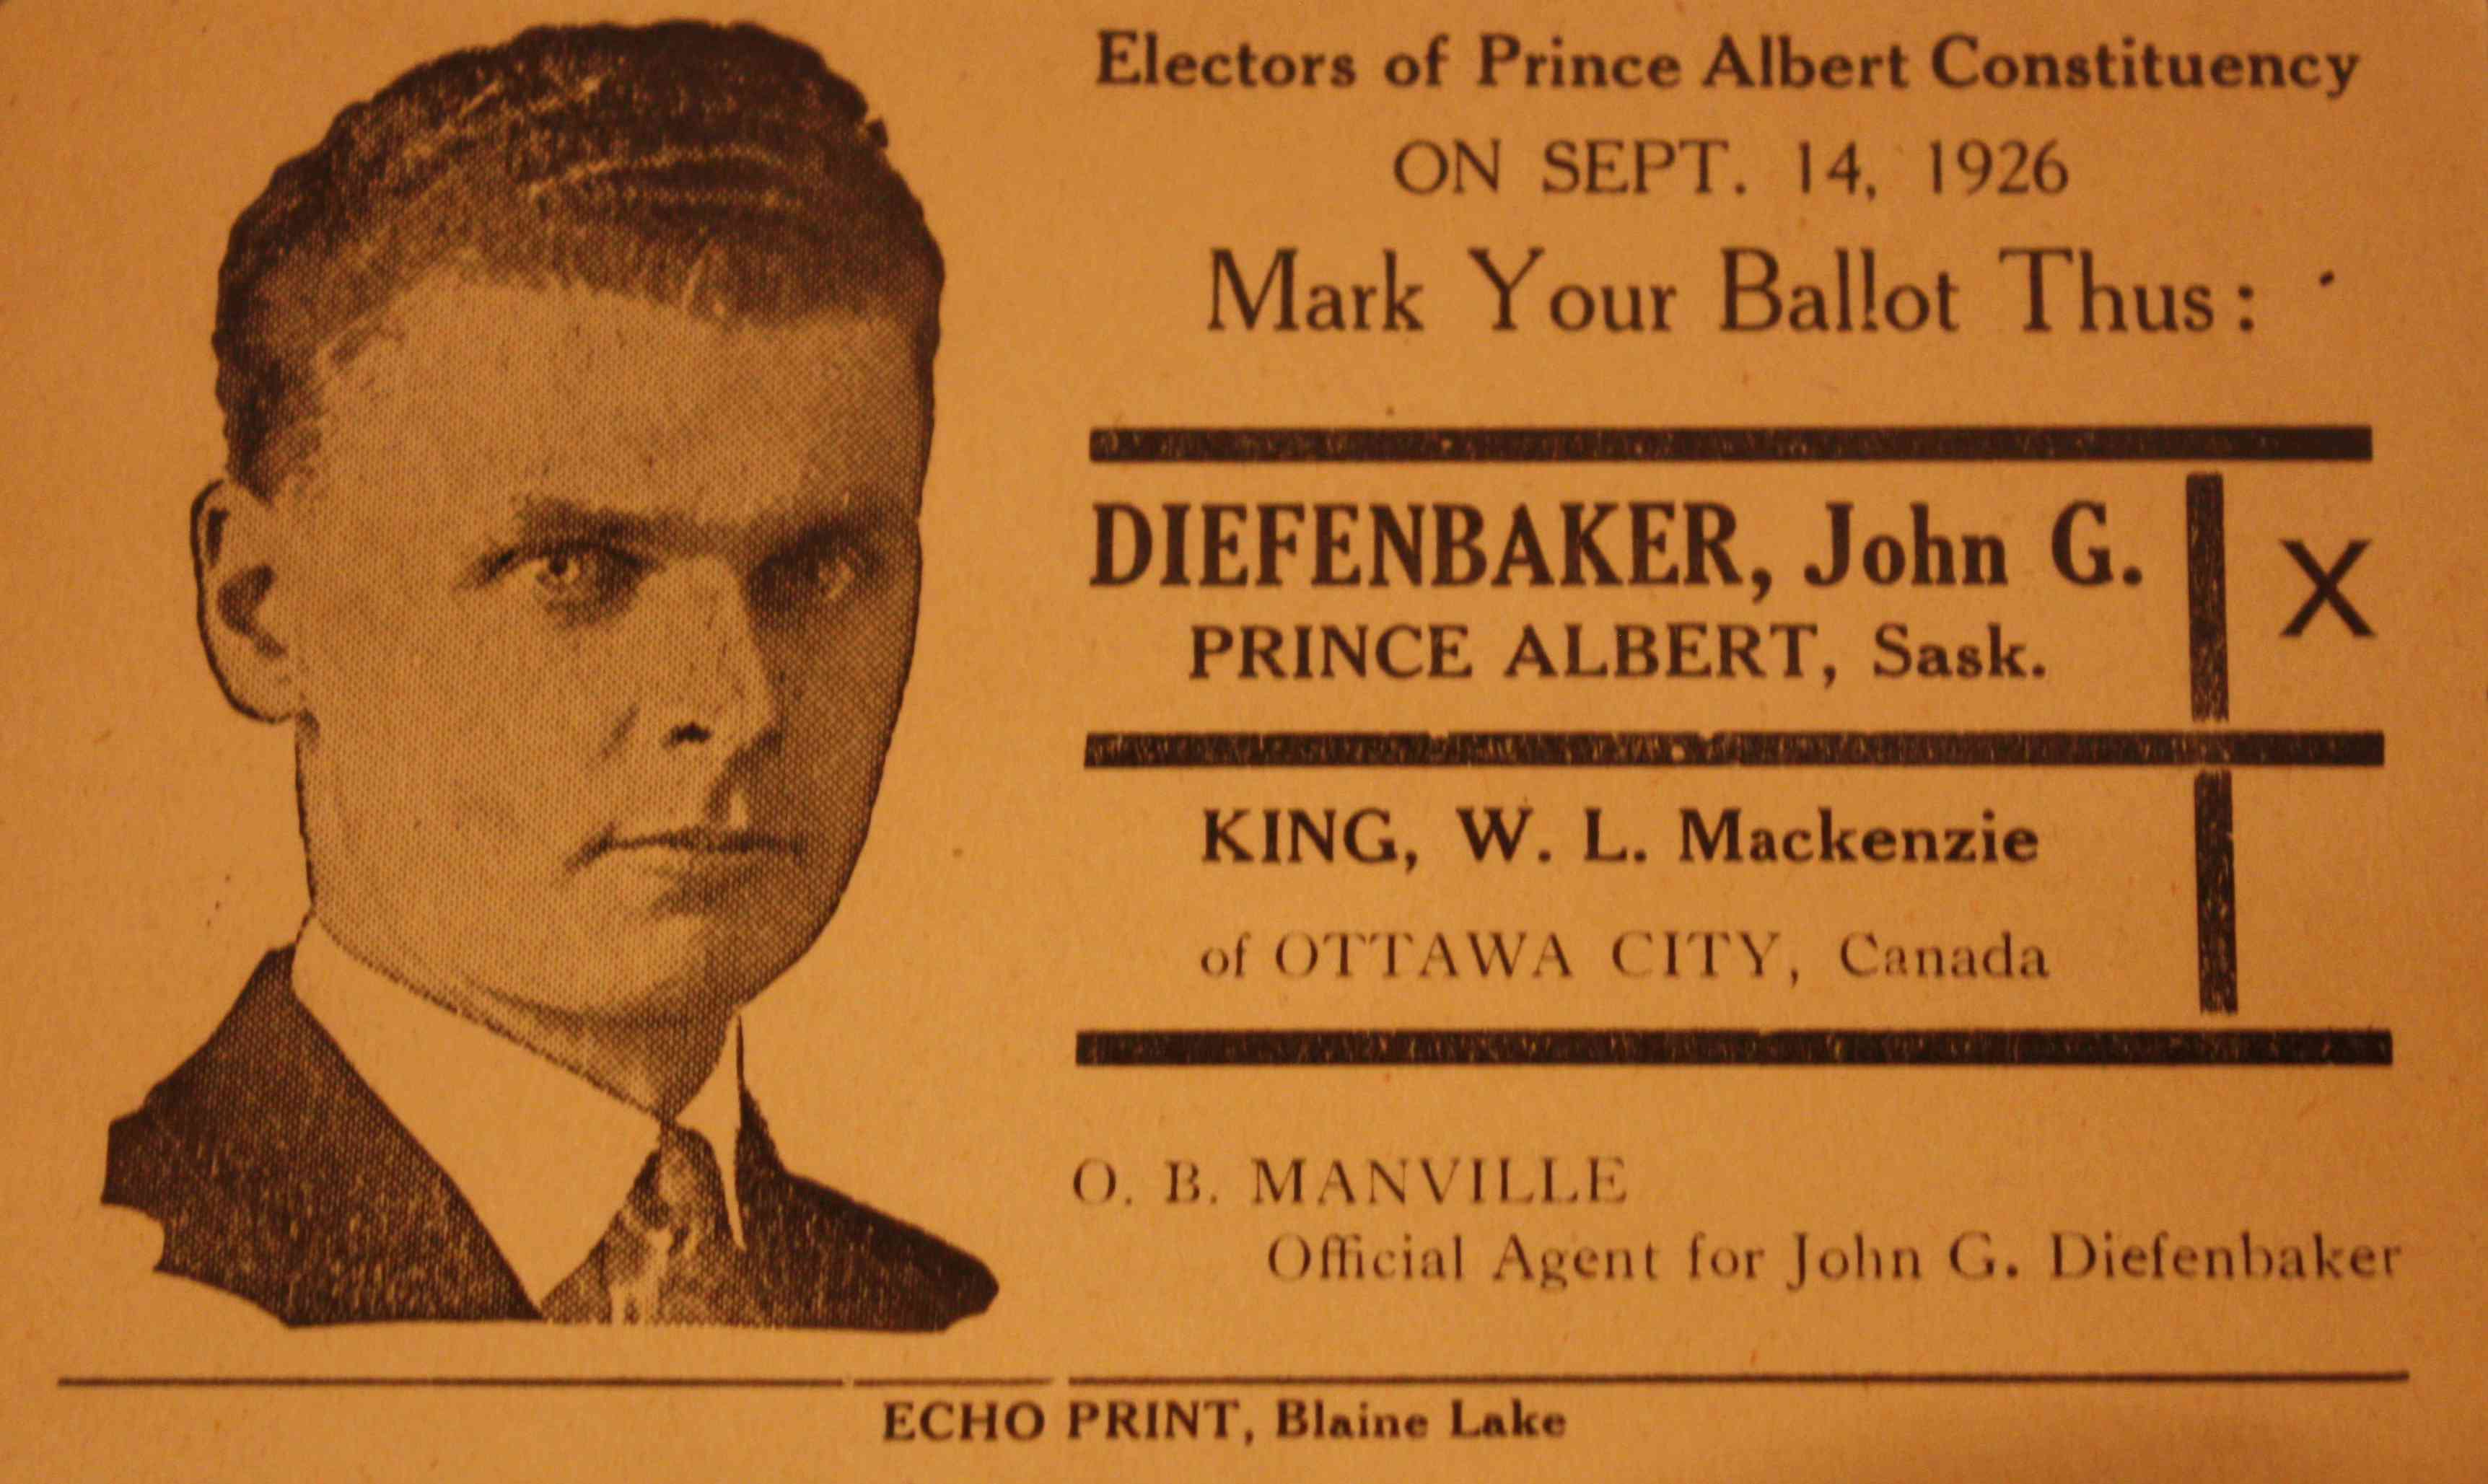 Electors of Prince Albert Constituency
ON SEPT. 14, 1926
Mark Your Ballot Thus:
DIEFENBAKER, John G.
X
PRINCE ALBERT, Sask.
KING, W. L. Mackenzie
of OTTAWA CITY, Canada
O. B. MANVILLE
Official Agent for John G. Diefenbaker
ECHO PRINT, Blaine Lake